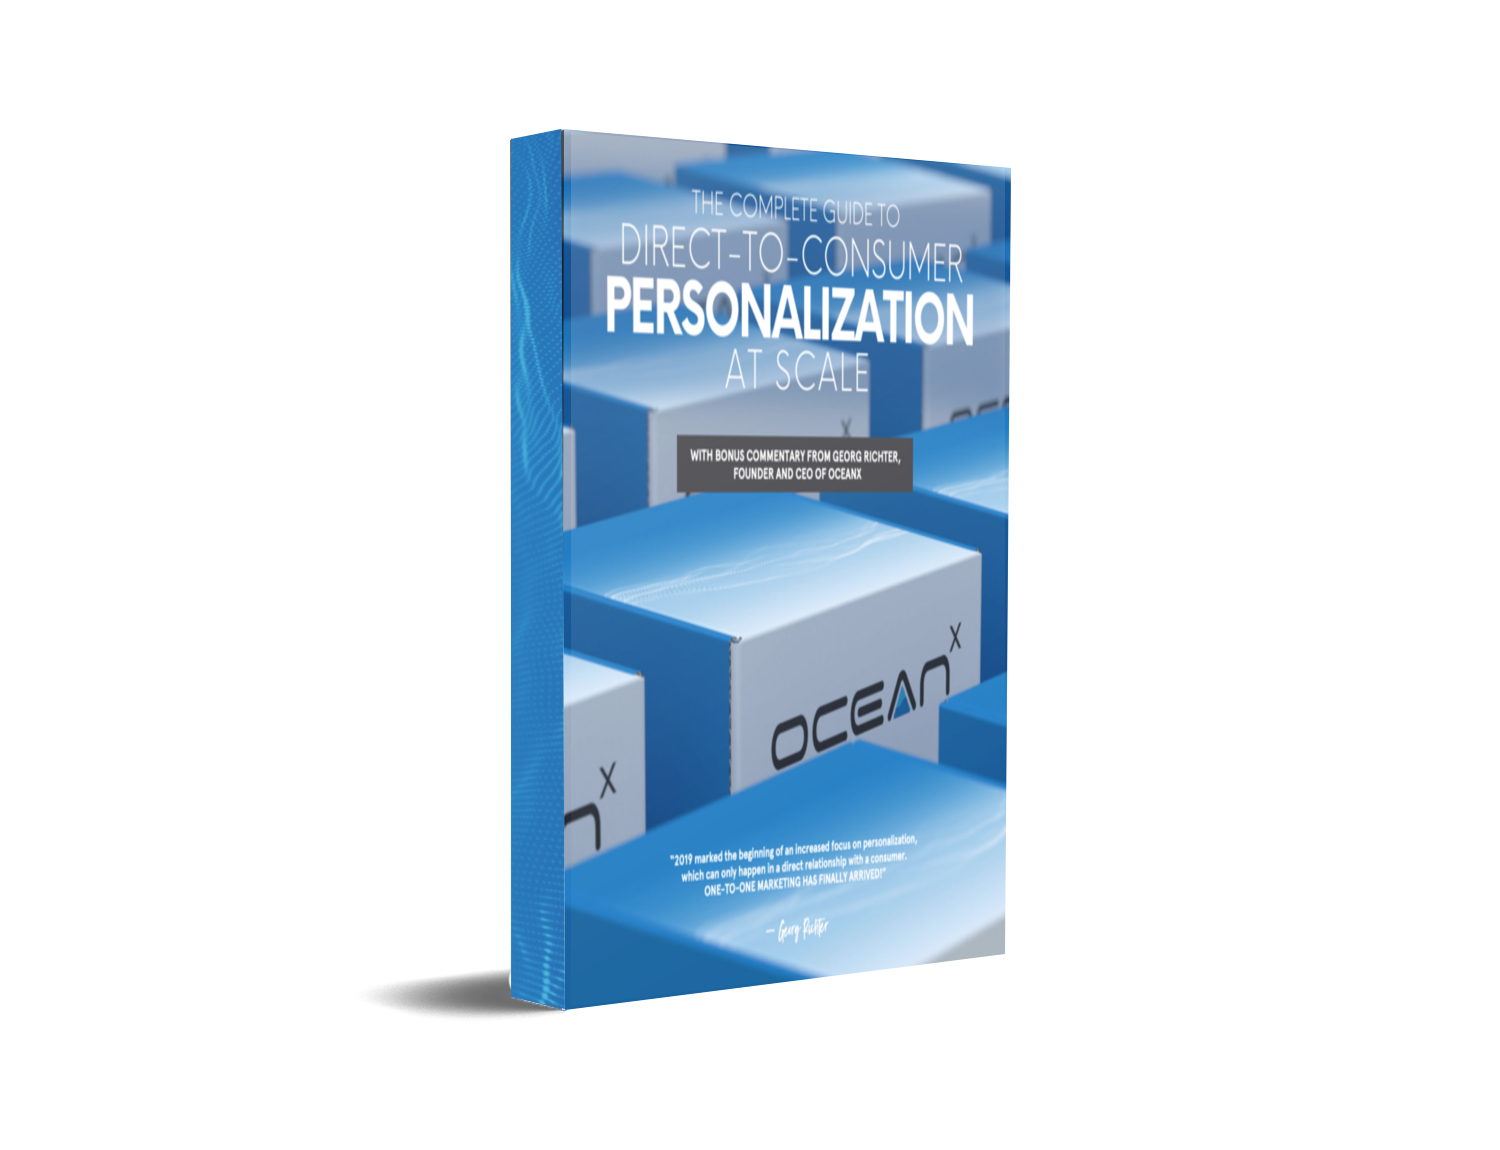 THE COMPLETE GUIDE TO
DIRECT-TO-CONSUMER
PERSONALIZATION
AT SCALE
WITH BONUS COMMENTARY FROM GEORG RICHTER,
FOUNDER AND CEO OF OCEANX
OCEANX
"2019 marked the beginning of an increased focus on personalization,
which can only happen in a direct relationship with a consumer.
ONE-TO-ONE MARKETING HAS FINALLY ARRIVED!"
— Georg Richter